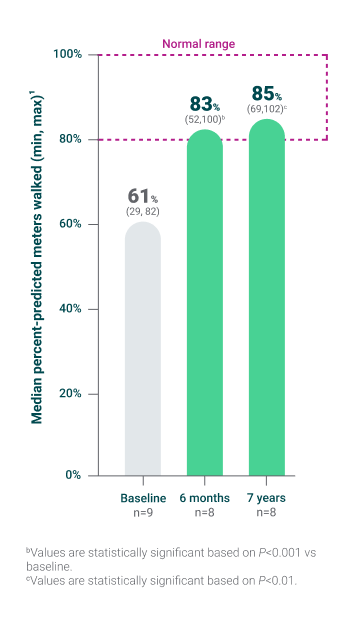 Normal range
100%
80%
60%
40%
20%
0%
Median percent-predicted meters walked (min, max)¹
61%
(29, 82)
83%
(52,100)ᵇ
85%
(69,102)ᶜ
Baseline
n=9
6 months
n=8
7 years
n=8
ᵇValues are statistically significant based on P<0.001 vs
baseline.
ᶜValues are statistically significant based on P<0.01.